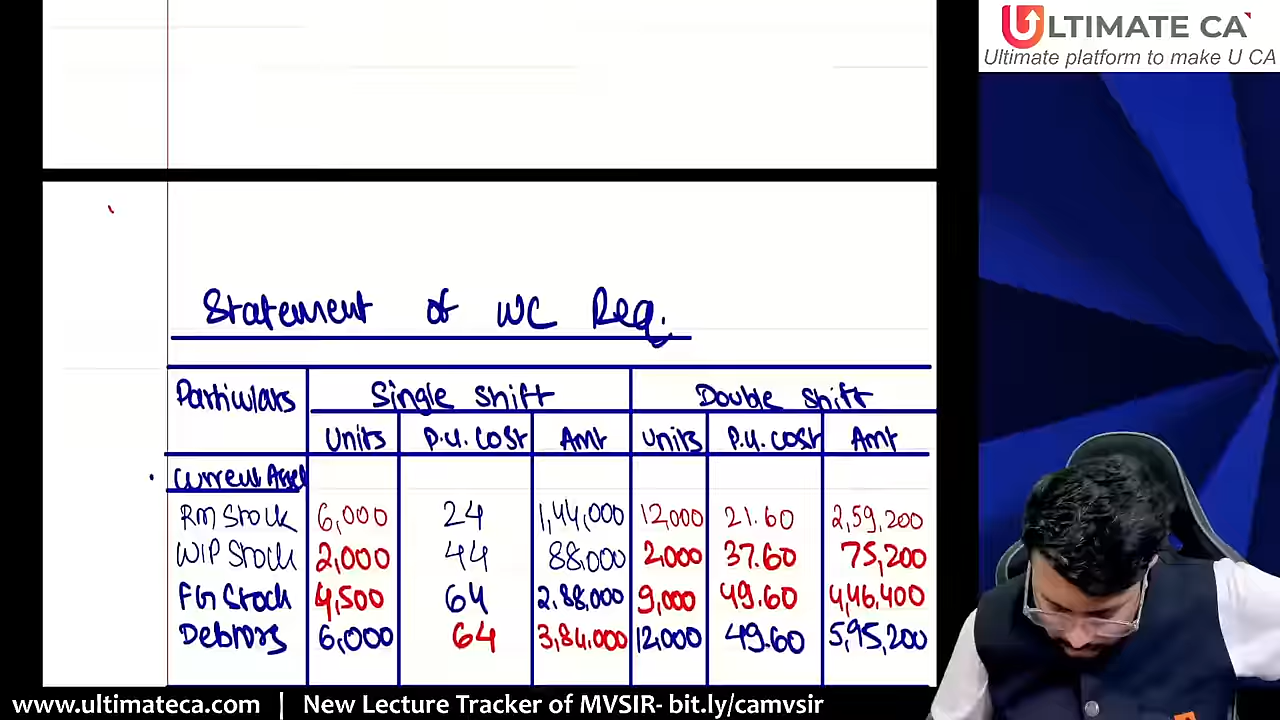 ULTIMATE CA
Ultimate platform to make U CA
Statement of WC Req.
Particulars Single Shift Double Shift
Units P.U. Cost Amt Units P.U. Cost Amt
Current Asset
RM Stock 6,000 24 1,44,000 12,000 21.60 2,59,200
WIP Stock 2,000 44 88,000 2,000 37.60 75,200
FG Stock 4,500 64 2,88,000 9,000 49.60 4,46,400
Debtors 6,000 64 3,84,000 12,000 49.60 5,95,200
www.ultimateca.com | New Lecture Tracker of MVSIR- bit.ly/camvsir